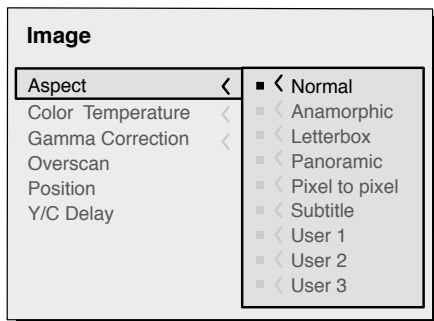 Image
Aspect
Color Temperature
Gamma Correction
Overscan
Position
Y/C Delay
Normal
Anamorphic
Letterbox
Panoramic
Pixel to pixel
Subtitle
User 1
User 2
User 3